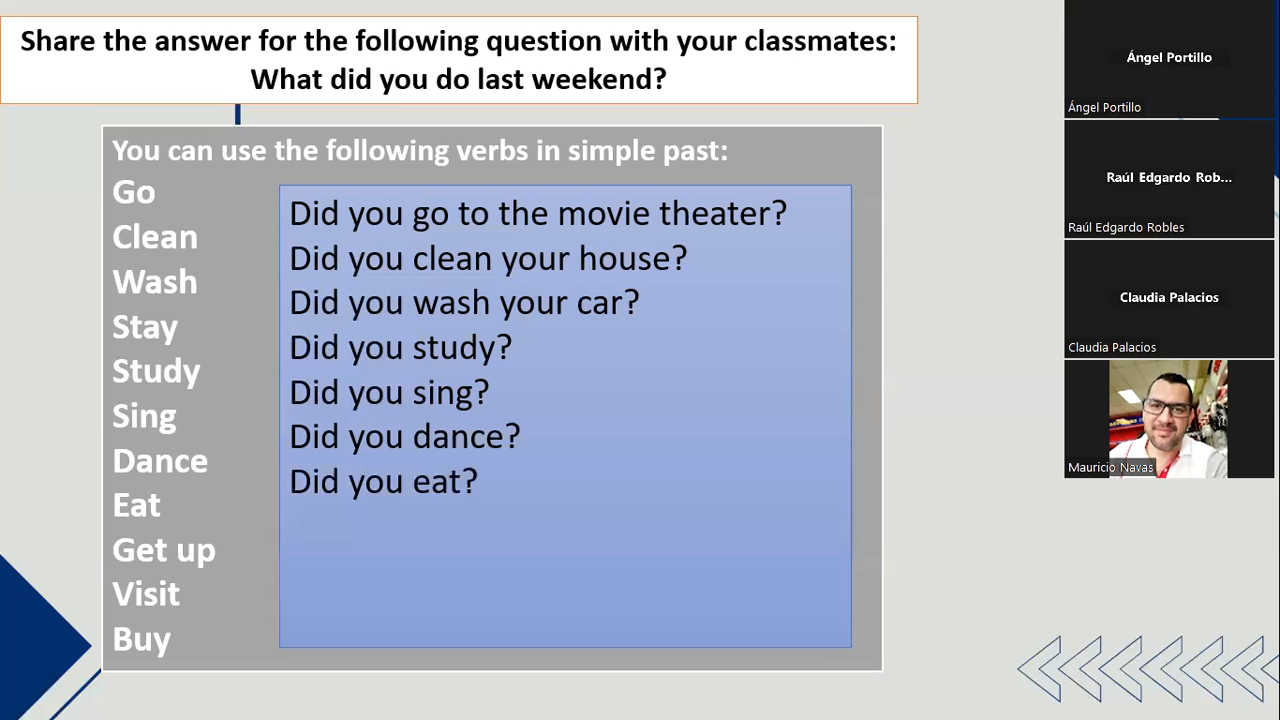 Share the answer for the following question with your classmates:
What did you do last weekend?
You can use the following verbs in simple past:
Go
Clean
Wash
Stay
Study
Sing
Dance
Eat
Get up
Visit
Buy
Did you go to the movie theater?
Did you clean your house?
Did you wash your car?
Did you study?
Did you sing?
Did you dance?
Did you eat?
Ángel Portillo
Ángel Portillo
Raúl Edgardo Rob...
Raúl Edgardo Robles
Claudia Palacios
Claudia Palacios
Mauricio Navas